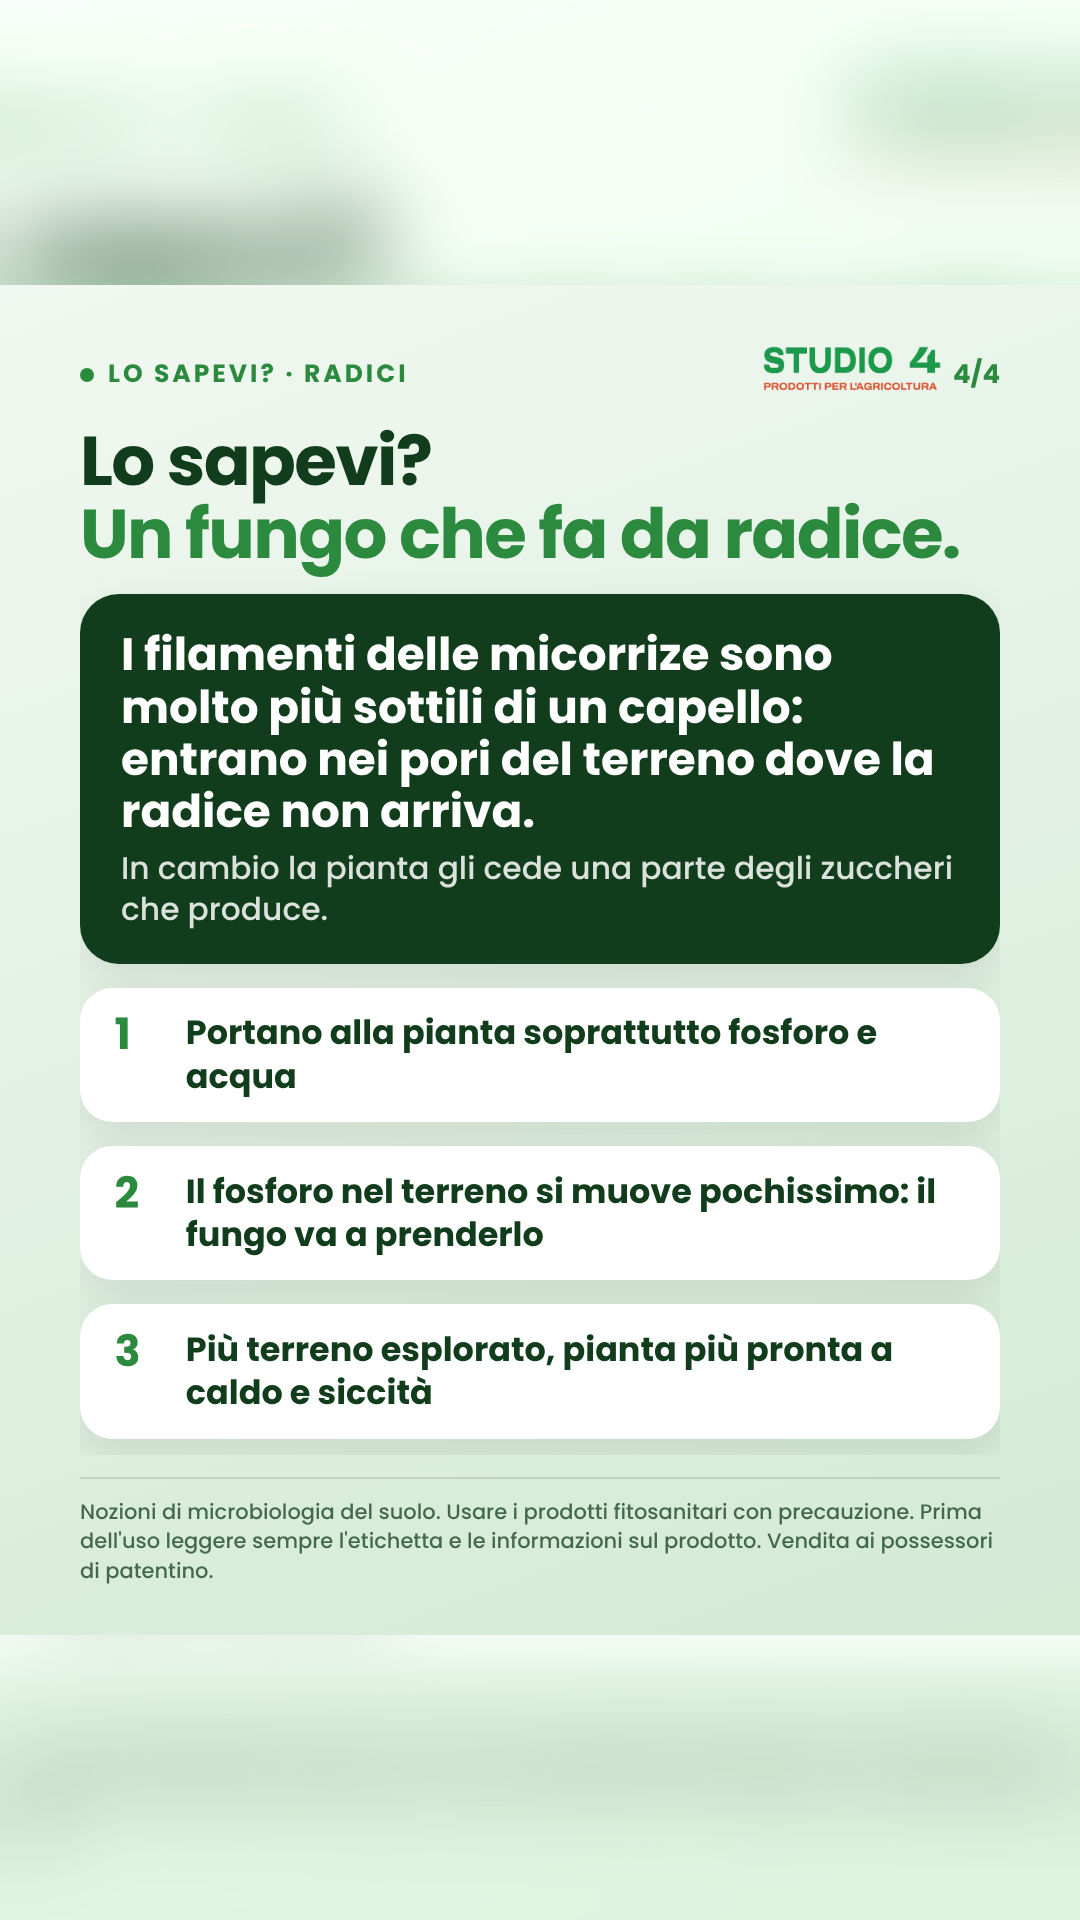 LO SAPEVI? · RADICI
STUDIO 4
PRODOTTI PER L'AGRICOLTURA
4/4
Lo sapevi?
Un fungo che fa da radice.
I filamenti delle micorrize sono
molto più sottili di un capello:
entrano nei pori del terreno dove la
radice non arriva.
In cambio la pianta gli cede una parte degli zuccheri
che produce.
1 Portano alla pianta soprattutto fosforo e
acqua
2 Il fosforo nel terreno si muove pochissimo: il
fungo va a prenderlo
3 Più terreno esplorato, pianta più pronta a
caldo e siccità
Nozioni di microbiologia del suolo. Usare i prodotti fitosanitari con precauzione. Prima
dell'uso leggere sempre l'etichetta e le informazioni sul prodotto. Vendita ai possessori
di patentino.